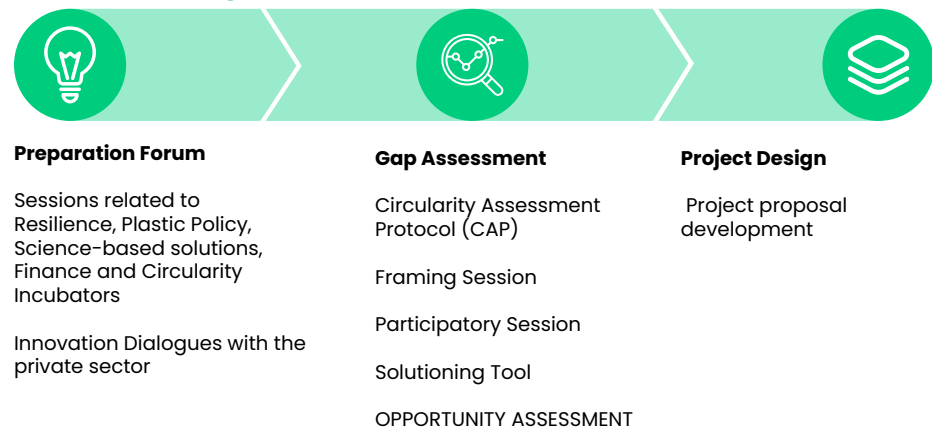 Preparation Forum
Sessions related to
Resilience, Plastic Policy,
Science-based solutions,
Finance and Circularity
Incubators
Innovation Dialogues with the
private sector
Gap Assessment
Circularity Assessment
Protocol (CAP)
Framing Session
Participatory Session
Solutioning Tool
OPPORTUNITY ASSESSMENT
Project Design
Project proposal
development